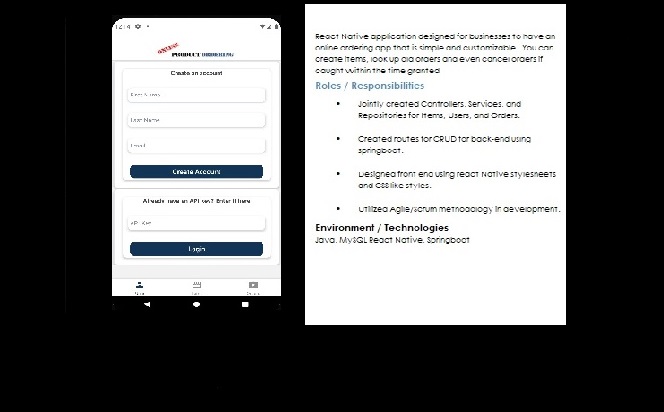 12:14
ONLINE
PRODUCT ORDERING
Create an account
First Name
Last Name
Email
Create Account
Already have an API key? Enter it here
API Key
Login
React Native application designed for businesses to have an
online ordering app that is simple and customizable. You can
create items, look up old orders and even cancel orders if
caught within the time granted
Roles / Responsibilities
• Jointly created Controllers, Services, and
Repositories for Items, Users, and Orders.
• Created routes for CRUD for back-end using
springboot.
• Designed front end using react Native stylesheets
and CSS like styles.
• Utilized Agile/Scrum methodology in development.
Environment / Technologies
Java, MySQL React Native, Springboot